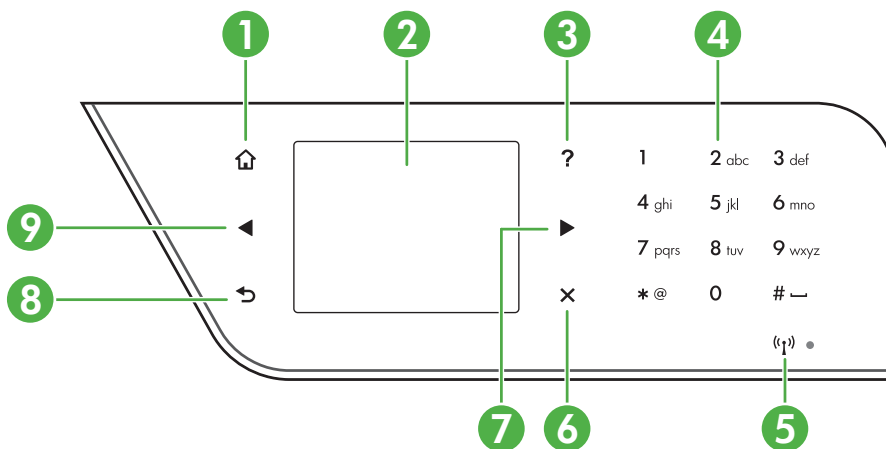 1 2 3 4
? 1 2 abc 3 def
9 4 ghi 5 jkl 6 mno
7 pqrs 8 tuv 9 wxyz
8 * @ 0 #
7 6 5